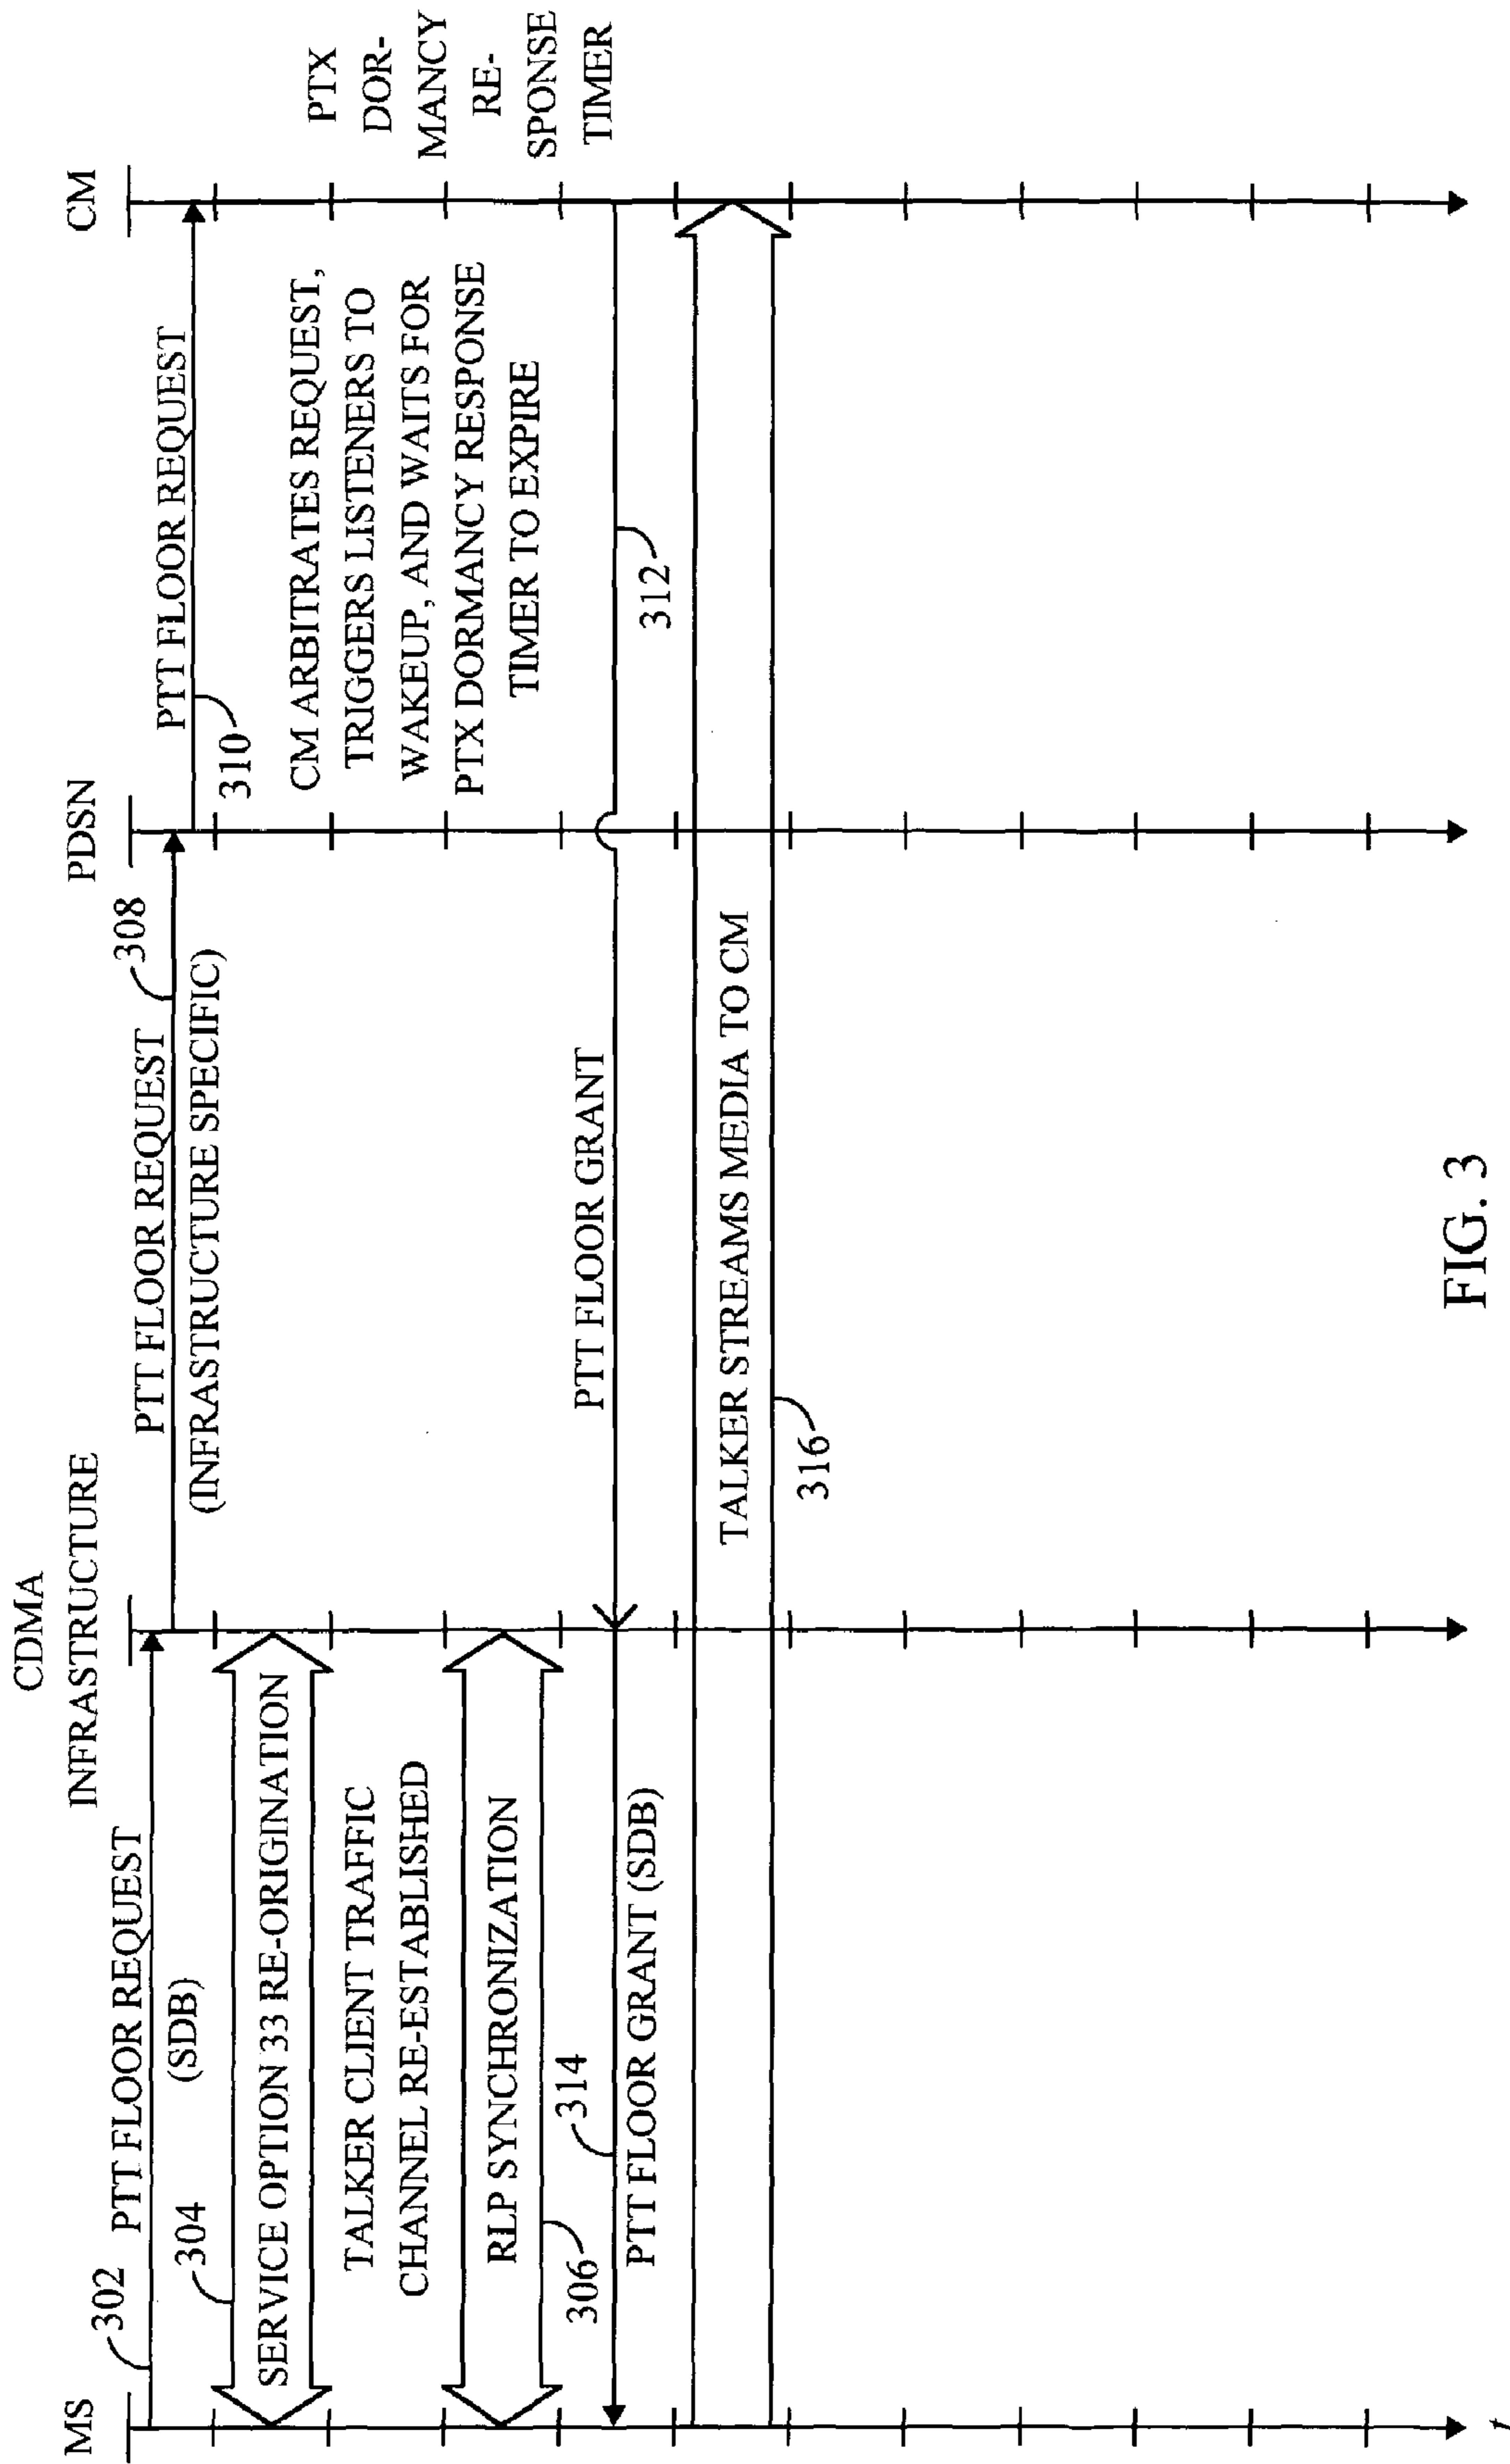 MS
CDMA
INFRASTRUCTURE
PDSN
CM
302
PTT FLOOR REQUEST
(SDB)
308
PTT FLOOR REQUEST
(INFRASTRUCTURE SPECIFIC)
PTT FLOOR REQUEST
310
304
SERVICE OPTION 33 RE-ORIGINATION
TALKER CLIENT TRAFFIC
CHANNEL RE-ESTABLISHED
CM ARBITRATES REQUEST,
TRIGGERS LISTENERS TO
WAKEUP, AND WAITS FOR
PTX DORMANCY RESPONSE
TIMER TO EXPIRE
PTX
DOR-
MANCY
RE-
SPONSE
TIMER
RLP SYNCHRONIZATION
306
314
PTT FLOOR GRANT (SDB)
PTT FLOOR GRANT
312
TALKER STREAMS MEDIA TO CM
316
t
FIG. 3